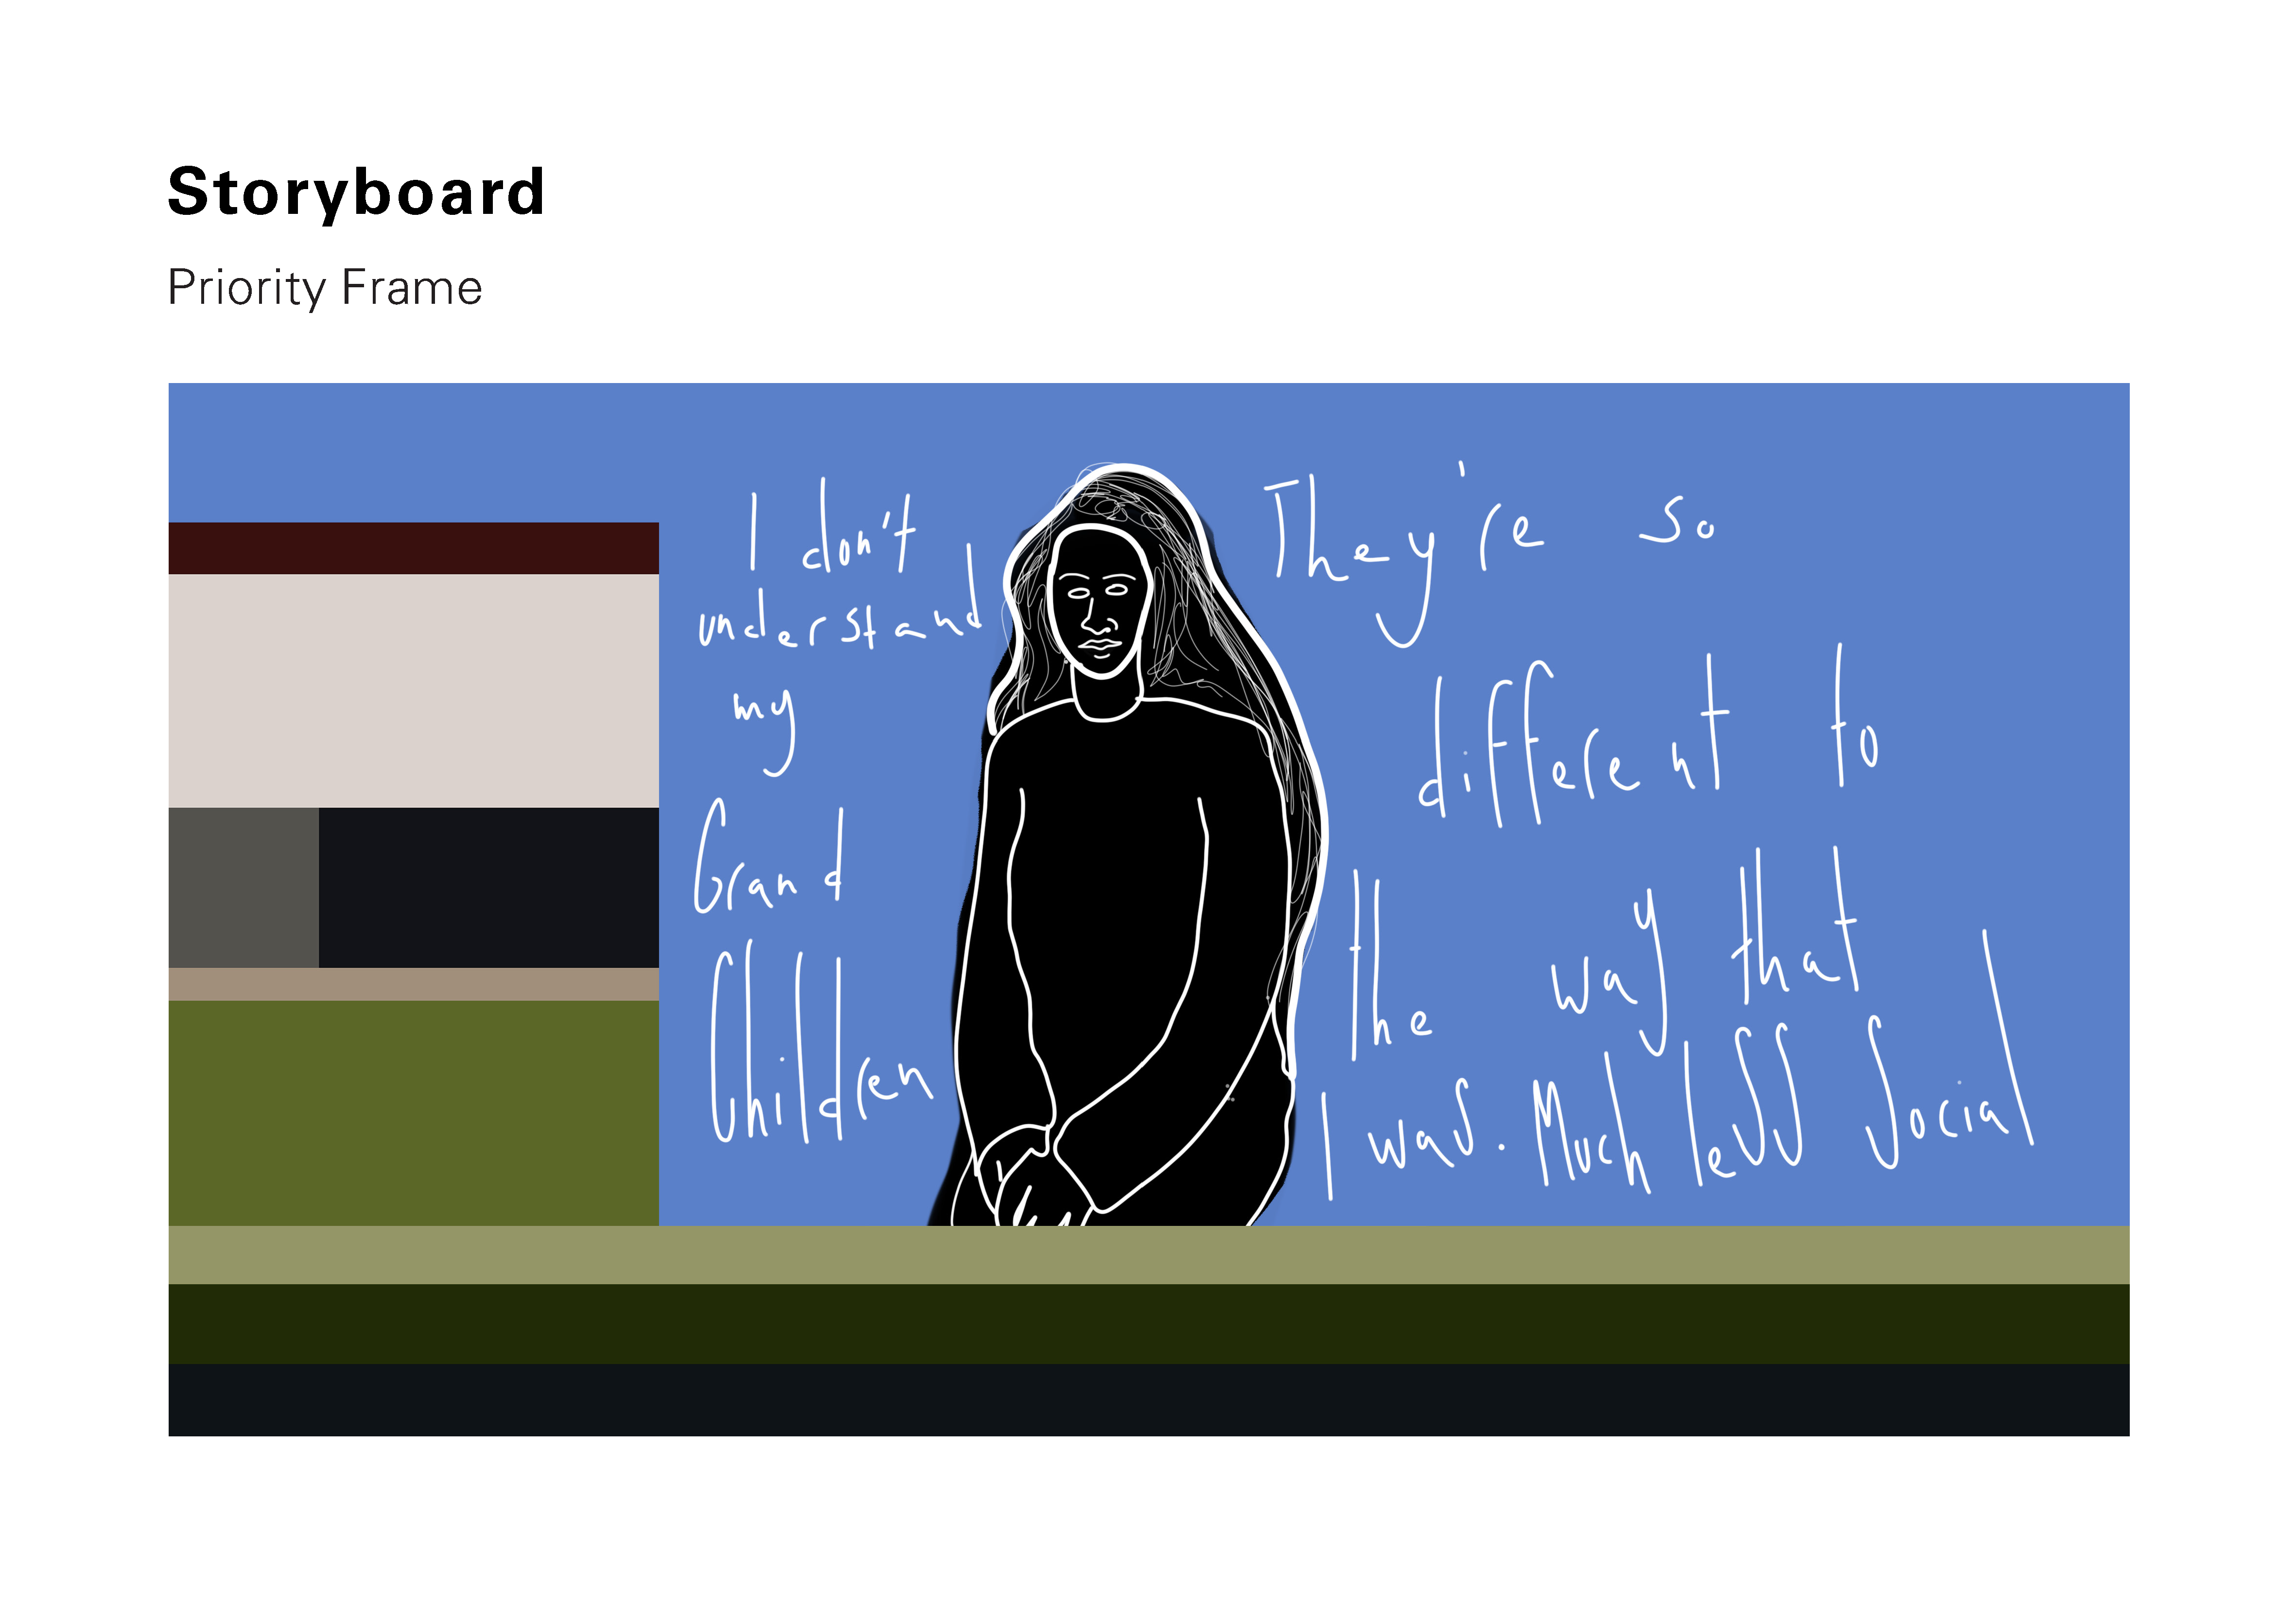 Storyboard
Priority Frame
I don't
understand
my
Grand
Children
They're so
different to
the way that
I was. Much less social